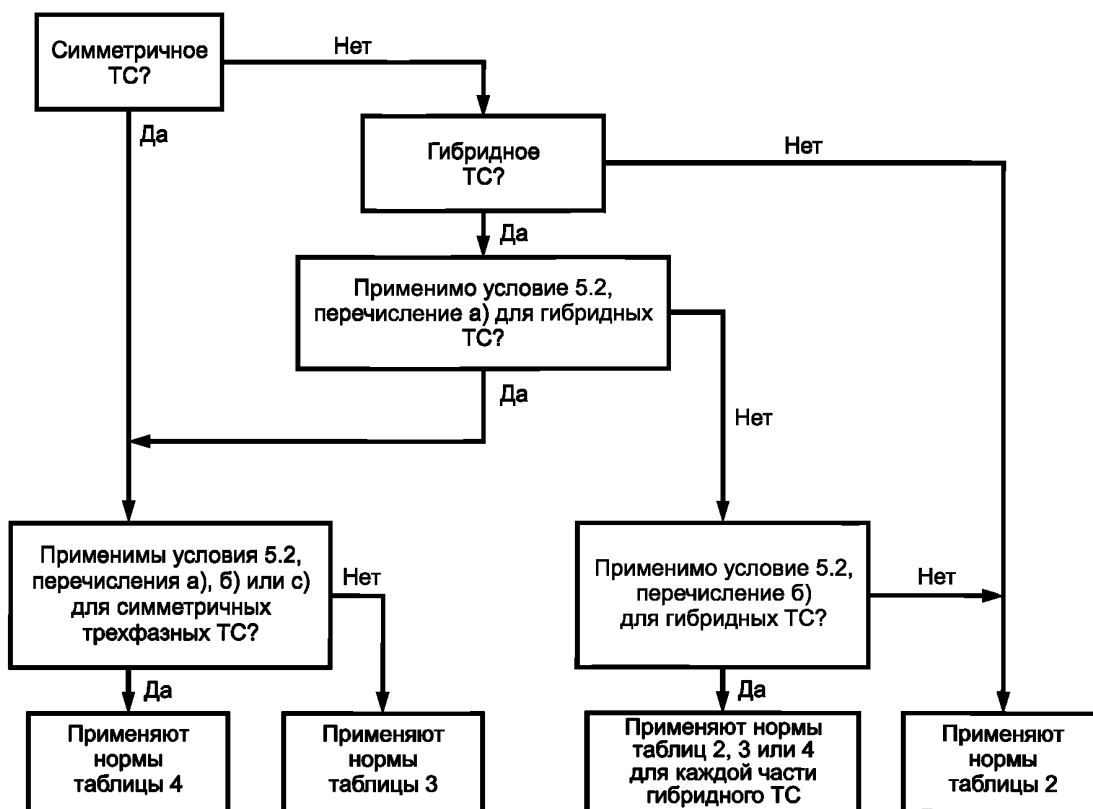 Симметричное
ТС?
Нет
Да
Гибридное
ТС?
Нет
Да
Применимо условие 5.2,
перечисление а) для гибридных
ТС?
Да
Нет
Применимы условия 5.2,
перечисления а), б) или с)
для симметричных
трехфазных ТС?
Нет
Применимо условие 5.2,
перечисление б)
для гибридных ТС?
Нет
Да
Да
Применяют
нормы
таблицы 4
Применяют
нормы
таблицы 3
Применяют нормы
таблиц 2, 3 или 4
для каждой части
гибридного ТС
Применяют
нормы
таблицы 2